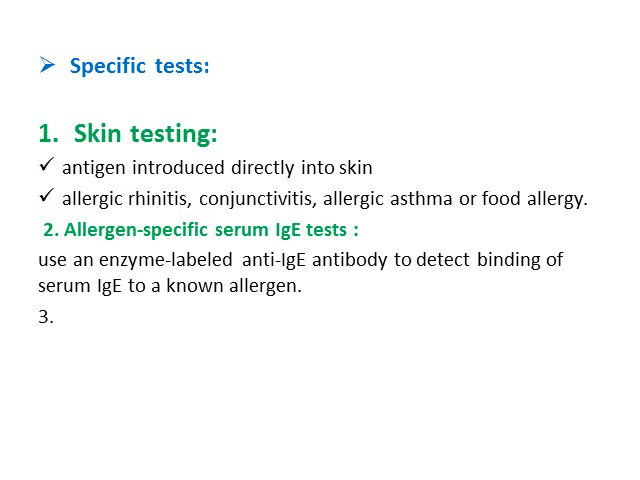 ➢ Specific tests:
1. Skin testing:
✓ antigen introduced directly into skin
✓ allergic rhinitis, conjunctivitis, allergic asthma or food allergy.
2. Allergen-specific serum IgE tests :
use an enzyme-labeled anti-IgE antibody to detect binding of
serum IgE to a known allergen.
3.